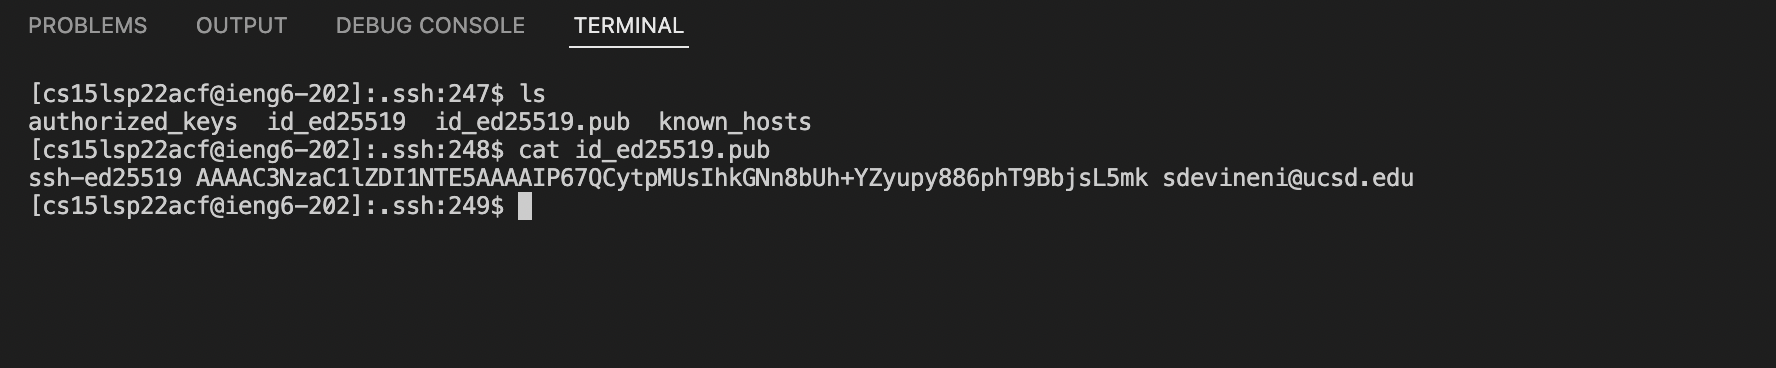 PROBLEMS OUTPUT DEBUG CONSOLE TERMINAL
[cs15lsp22acf@ieng6-202]:.ssh:247$ ls
authorized_keys  id_ed25519  id_ed25519.pub  known_hosts
[cs15lsp22acf@ieng6-202]:.ssh:248$ cat id_ed25519.pub
ssh-ed25519 AAAAC3NzaC1lZDI1NTE5AAAAIP67QCytpMUsIhkGNn8bUh+YZyupy886phT9BbjsL5mk sdevineni@ucsd.edu
[cs15lsp22acf@ieng6-202]:.ssh:249$